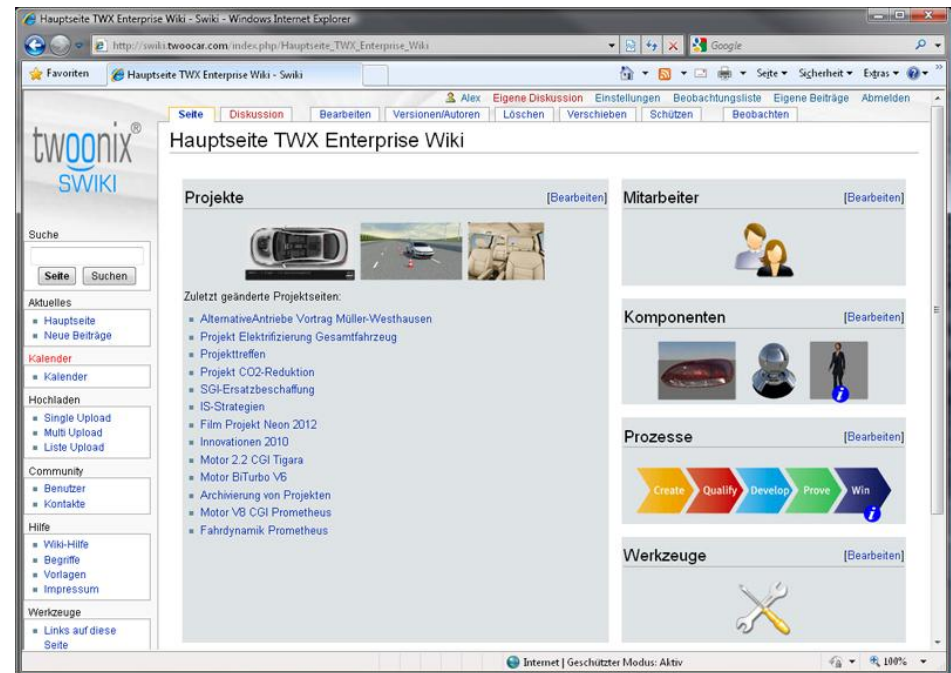 Hauptseite TWX Enterprise Wiki - Swiki - Windows Internet Explorer
http://swiki.twoocar.com/index.php/Hauptseite_TWX_Enterprise_Wiki
Google
Favoriten
Hauptseite TWX Enterprise Wiki - Swiki
Seite
Sicherheit
Extras
Alex Eigene Diskussion Einstellungen Beobachtungsliste Eigene Beiträge Abmelden
Seite Diskussion Bearbeiten Versionen/Autoren Löschen Verschieben Schützen Beobachten
twoonix®
SWIKI
Suche
Seite Suchen
Aktuelles
Hauptseite
Neue Beiträge
Kalender
Kalender
Hochladen
Single Upload
Multi Upload
Liste Upload
Community
Benutzer
Kontakte
Hilfe
Wiki-Hilfe
Begriffe
Vorlagen
Impressum
Werkzeuge
Links auf diese
Seite
Hauptseite TWX Enterprise Wiki
Projekte [Bearbeiten]
Zuletzt geänderte Projektseiten:
AlternativeAntriebe Vortrag Müller-Westhausen
Projekt Elektrifizierung Gesamtfahrzeug
Projekttreffen
Projekt CO2-Reduktion
SGI-Ersatzbeschaffung
IS-Strategien
Film Projekt Neon 2012
Innovationen 2010
Motor 2.2 CGI Tigara
Motor BiTurbo V6
Archivierung von Projekten
Motor V8 CGI Prometheus
Fahrdynamik Prometheus
Mitarbeiter [Bearbeiten]
Komponenten [Bearbeiten]
i
Prozesse [Bearbeiten]
Create Qualify Develop Prove Win
i
Werkzeuge [Bearbeiten]
Internet | Geschützter Modus: Aktiv
100%